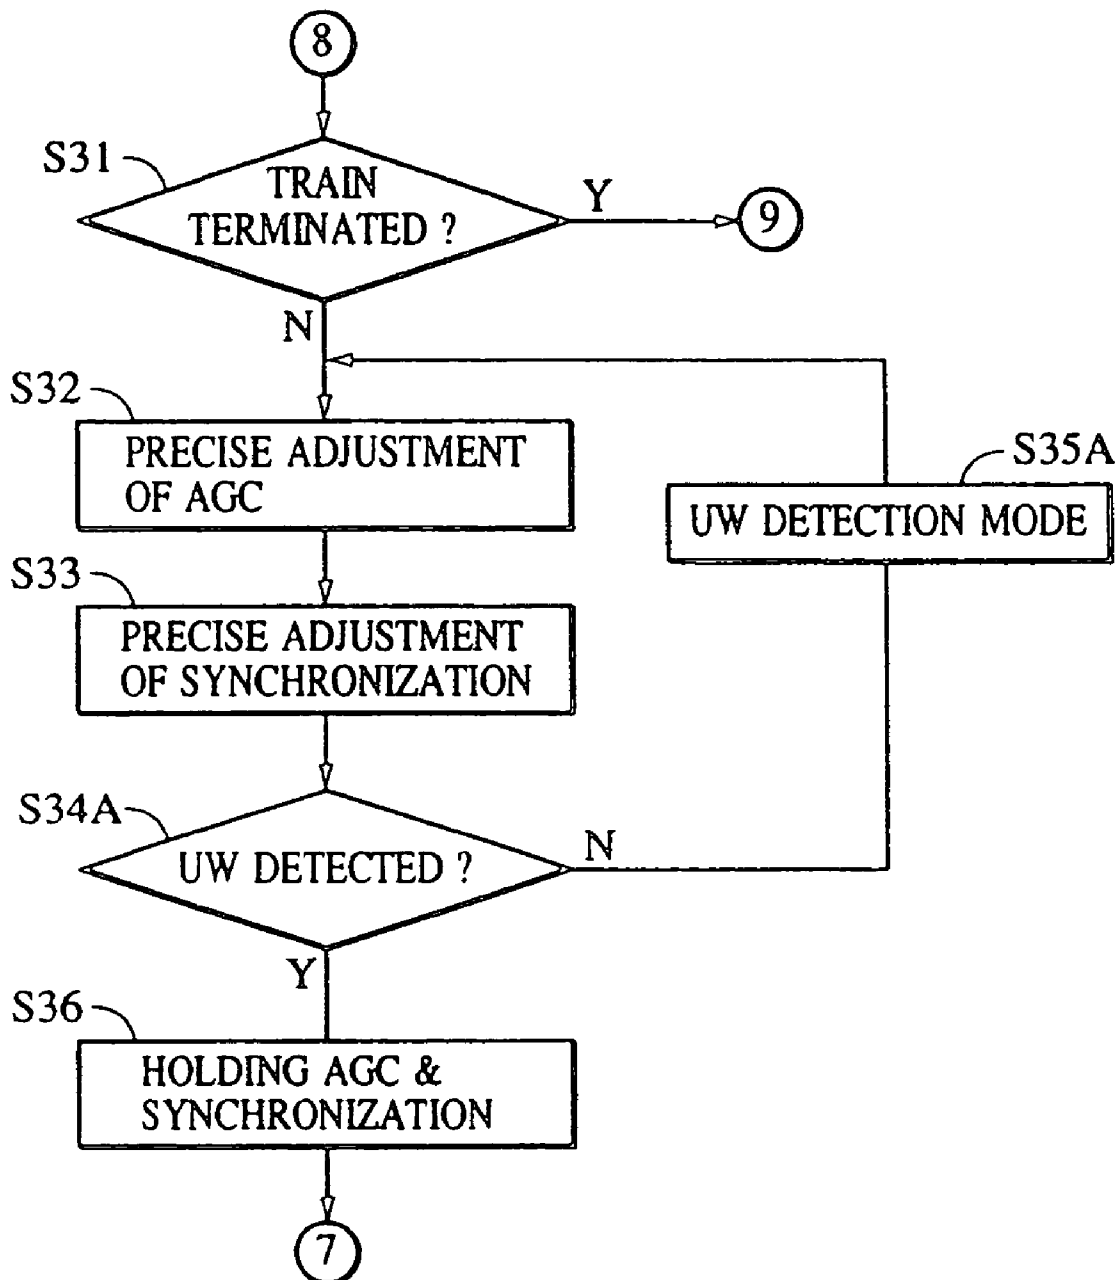 8
S31
TRAIN
TERMINATED ?
Y
9
N
S32
PRECISE ADJUSTMENT
OF AGC
S35A
UW DETECTION MODE
S33
PRECISE ADJUSTMENT
OF SYNCHRONIZATION
S34A
UW DETECTED ?
N
Y
S36
HOLDING AGC &
SYNCHRONIZATION
7